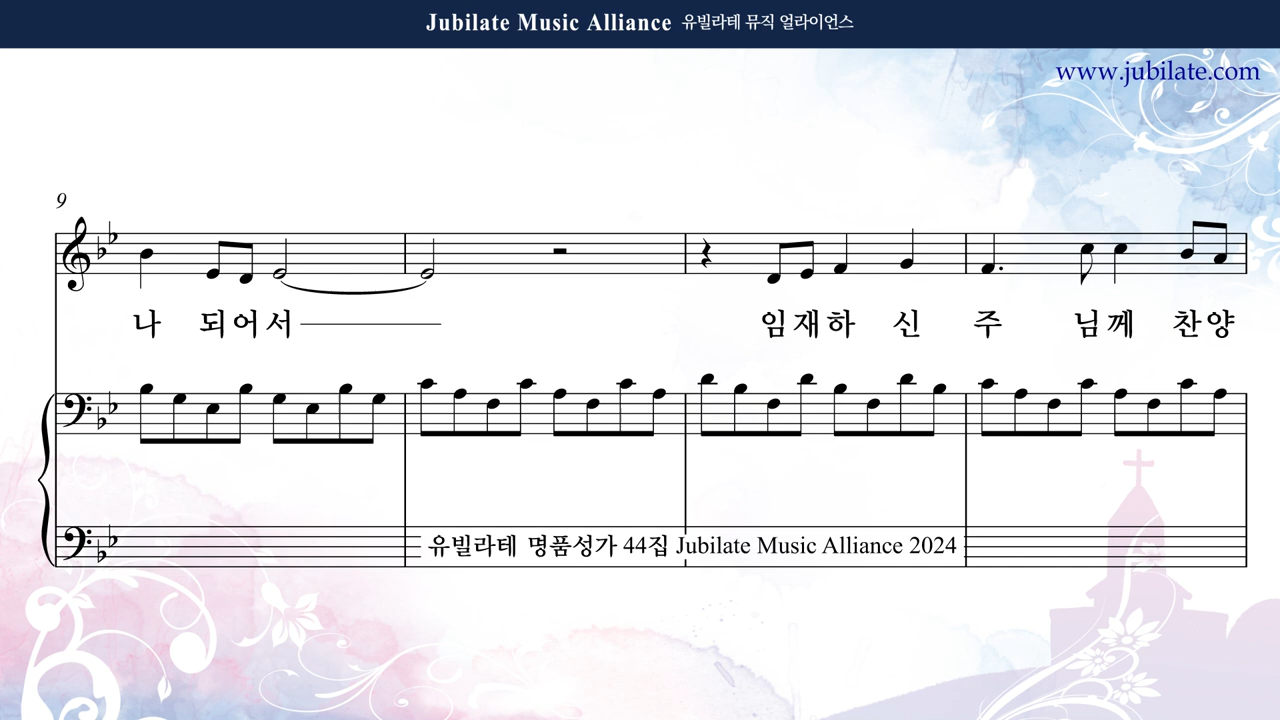 Jubilate Music Alliance 유빌라테 뮤직 얼라이언스
www.jubilate.com
9
나 되어서 임재하 신 주 님께 찬양
유빌라테 명품성가 44집 Jubilate Music Alliance 2024